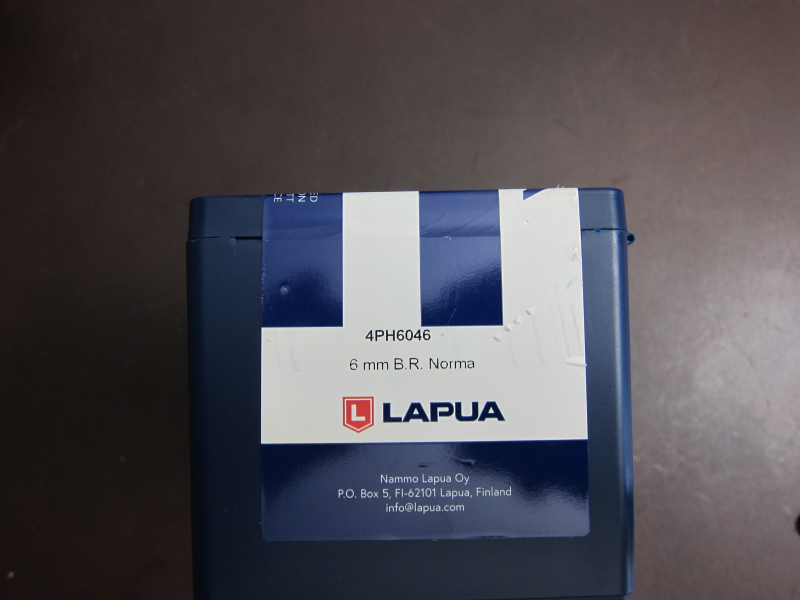 4PH6046
6 mm B.R. Norma
L LAPUA
Nammo Lapua Oy
P.O. Box 5, FI-62101 Lapua, Finland
info@lapua.com